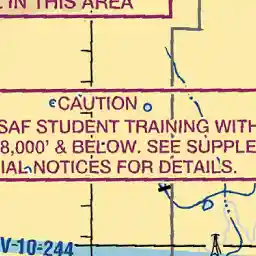 IN THIS AREA
CAUTION
SAF STUDENT TRAINING WITH
8,000' & BELOW. SEE SUPPLE
IAL NOTICES FOR DETAILS.
V-10-244